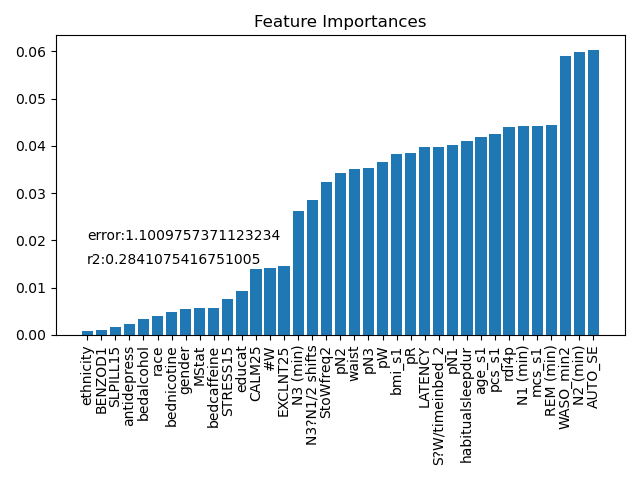 Feature Importances
0.06
0.05
0.04
0.03
0.02
0.01
0.00
error:1.1009757371123234
r2:0.2841075416751005
ethnicity
BENZOD1
SLPILL15
antidepress
bedalcohol
race
bednicotine
gender
MStat
bedcaffeine
STRESS15
educat
CALM25
#W
EXCLNT25
N3 (min)
N3?N1/2 shifts
StoWfreq2
pN2
waist
pN3
pW
bmi_s1
pR
LATENCY
S?W/timeinbed_2
pN1
habitualsleepdur
age_s1
pcs_s1
rdi4p
N1 (min)
mcs_s1
REM (min)
WASO_min2
N2 (min)
AUTO_SE